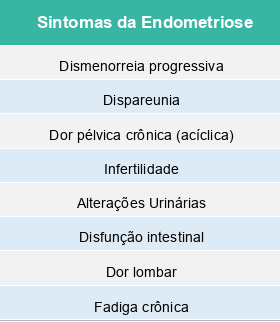 Sintomas da Endometriose
Dismenorreia progressiva
Dispareunia
Dor pélvica crônica (acíclica)
Infertilidade
Alterações Urinárias
Disfunção intestinal
Dor lombar
Fadiga crônica